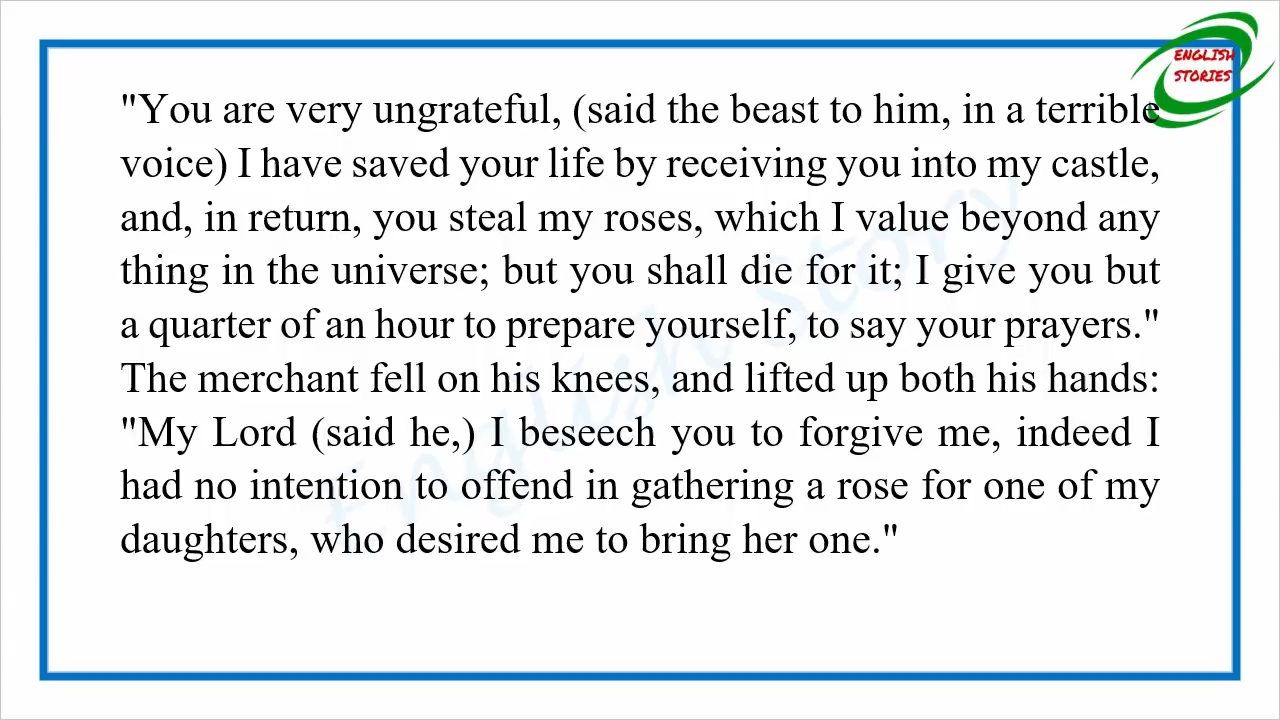 ENGLISH
STORIES
"You are very ungrateful, (said the beast to him, in a terrible
voice) I have saved your life by receiving you into my castle,
and, in return, you steal my roses, which I value beyond any
thing in the universe; but you shall die for it; I give you but
a quarter of an hour to prepare yourself, to say your prayers."
The merchant fell on his knees, and lifted up both his hands:
"My Lord (said he,) I beseech you to forgive me, indeed I
had no intention to offend in gathering a rose for one of my
daughters, who desired me to bring her one."
English Story